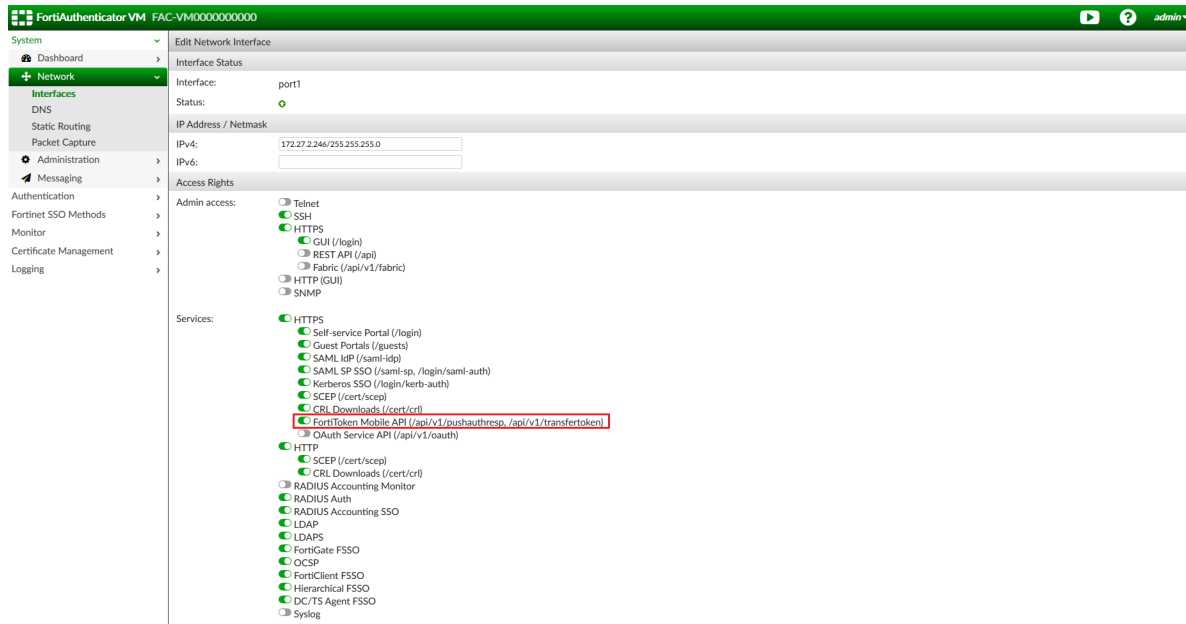 FortiAuthenticator VM FAC-VM0000000000
admin
System
Dashboard
Network
Interfaces
DNS
Static Routing
Packet Capture
Administration
Messaging
Authentication
Fortinet SSO Methods
Monitor
Certificate Management
Logging
Edit Network Interface
Interface Status
Interface: port1
Status:
IP Address / Netmask
IPv4: 172.27.2.246/255.255.255.0
IPv6:
Access Rights
Admin access: Telnet
SSH
HTTPS
GUI (/login)
REST API (/api)
Fabric (/api/v1/fabric)
HTTP (GUI)
SNMP
Services: HTTPS
Self-service Portal (/login)
Guest Portals (/guests)
SAML IdP (/saml-idp)
SAML SP SSO (/saml-sp, /login/saml-auth)
Kerberos SSO (/login/kerb-auth)
SCEP (/cert/scep)
CRL Downloads (/cert/crl)
FortiToken Mobile API (/api/v1/pushauthresp, /api/v1/transfertoken)
OAuth Service API (/api/v1/oauth)
HTTP
SCEP (/cert/scep)
CRL Downloads (/cert/crl)
RADIUS Accounting Monitor
RADIUS Auth
RADIUS Accounting SSO
LDAP
LDAPS
FortiGate FSSO
OCSP
FortiClient FSSO
Hierarchical FSSO
DC/TS Agent FSSO
Syslog